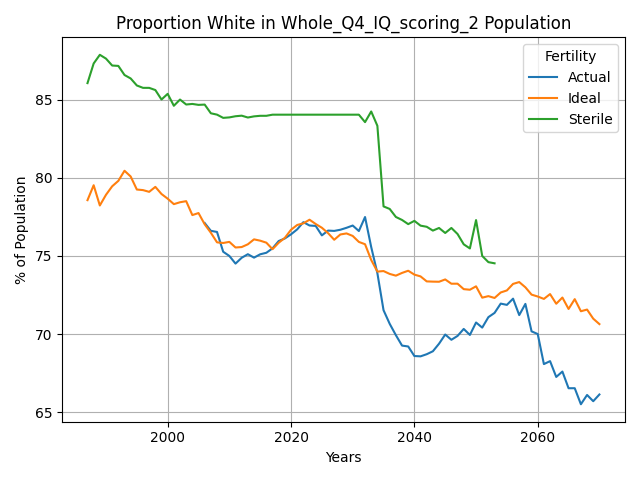 Proportion White in Whole_Q4_IQ_scoring_2 Population
Fertility
Actual
Ideal
Sterile
% of Population
85
80
75
70
65
2000
2020
2040
2060
Years